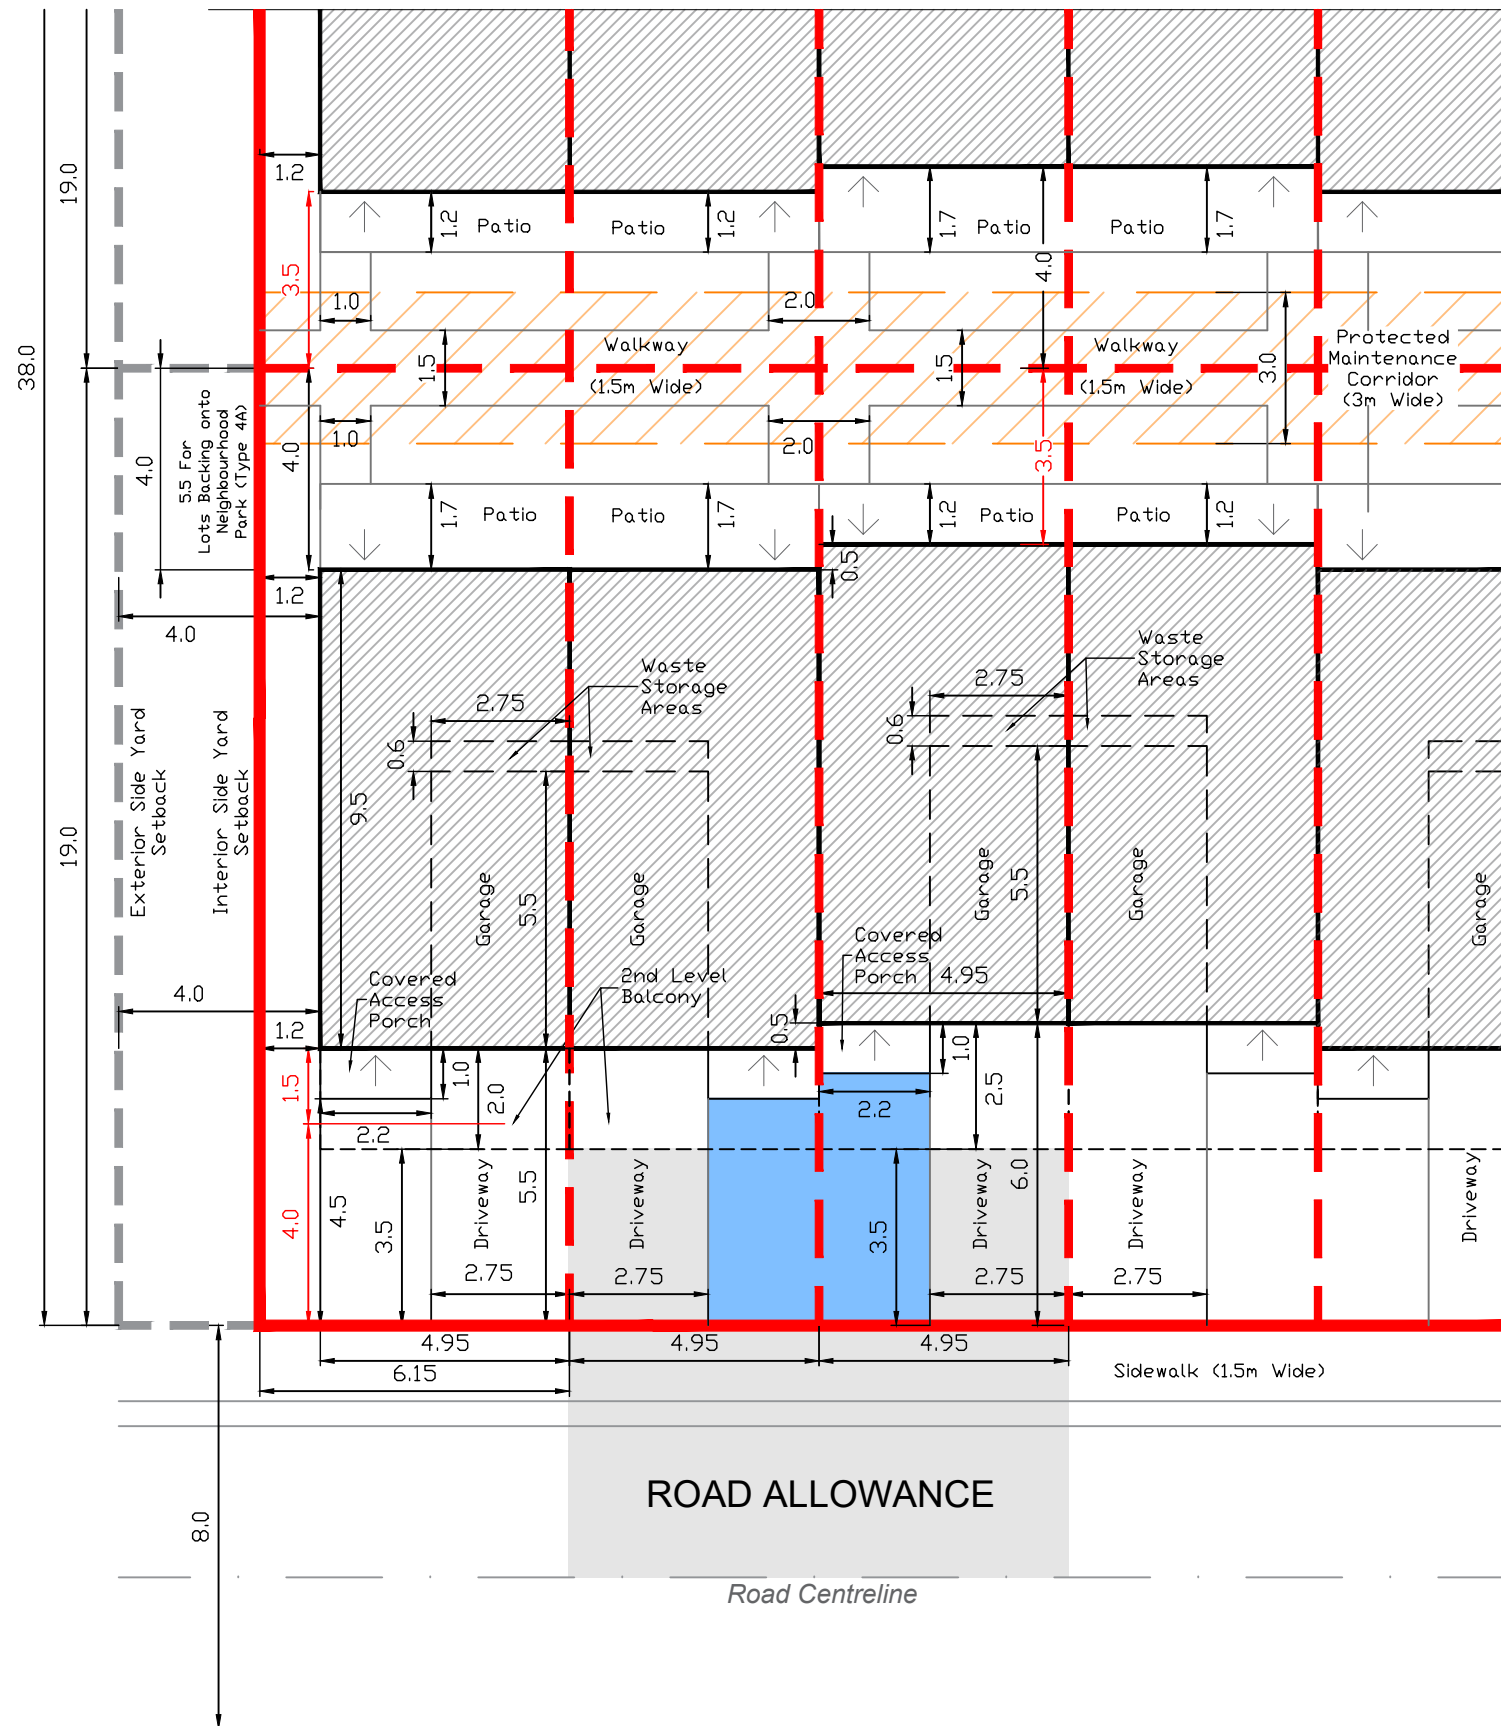 1.2
19.0
1.2
Patio
Patio
1.2
1.7
Patio
Patio
1.7
3.5
4.0
1.0
2.0
38.0
1.5
Walkway
(1.5m Wide)
1.5
Walkway
(1.5m Wide)
3.0
Protected
Maintenance
Corridor
(3m Wide)
4.0
5.5 For
Lots Backing onto
Neighbourhood
Park (Type 4A)
4.0
1.0
2.0
3.5
1.7
Patio
Patio
1.7
1.2
Patio
Patio
1.2
0.5
1.2
4.0
Waste
Storage
Areas
Waste
Storage
Areas
2.75
2.75
0.6
0.6
19.0
Exterior Side Yard
Setback
Interior Side Yard
Setback
9.5
Garage
5.5
Garage
Garage
5.5
Garage
Garage
Covered
Access
Porch
4.95
Covered
Access
Porch
2nd Level
Balcony
4.0
1.2
0.5
1.5
1.0
2.0
1.0
2.5
2.2
2.2
4.0
4.5
3.5
Driveway
5.5
Driveway
3.5
Driveway
6.0
Driveway
Driveway
2.75
2.75
2.75
2.75
4.95
4.95
4.95
6.15
Sidewalk (1.5m Wide)
ROAD ALLOWANCE
8.0
Road Centreline